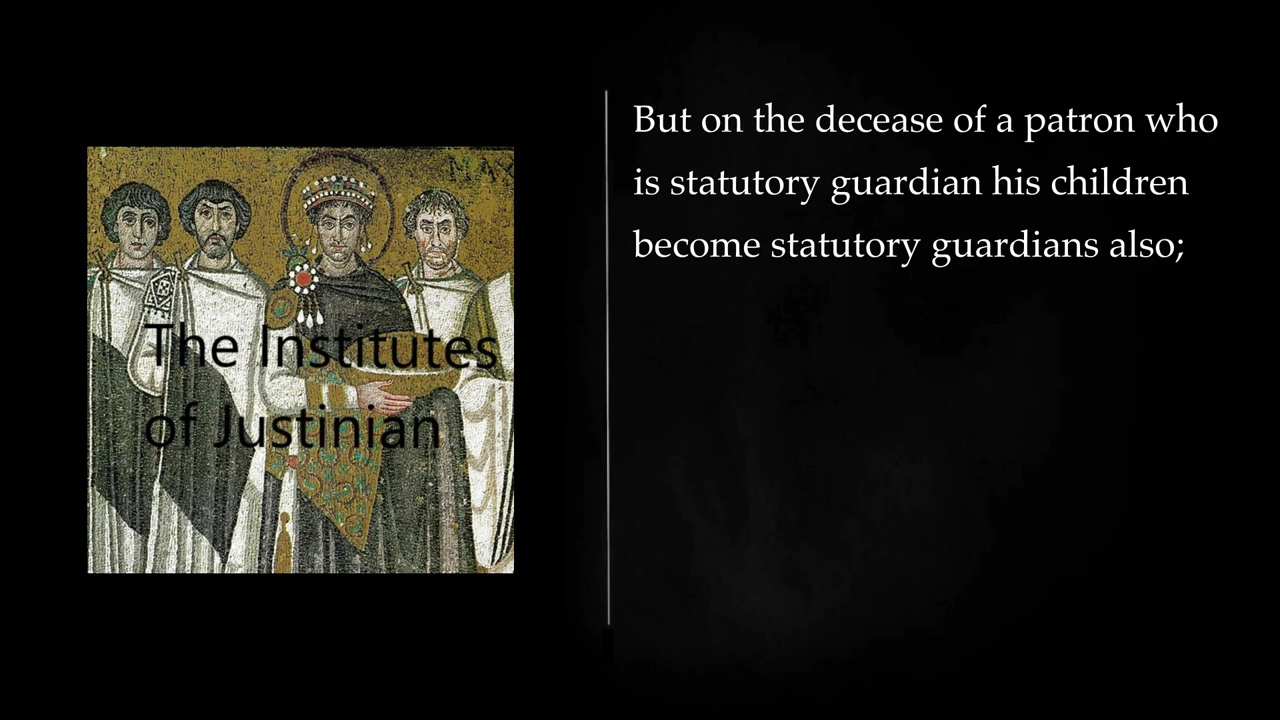 The Institutes
of Justinian
But on the decease of a patron who
is statutory guardian his children
become statutory guardians also;